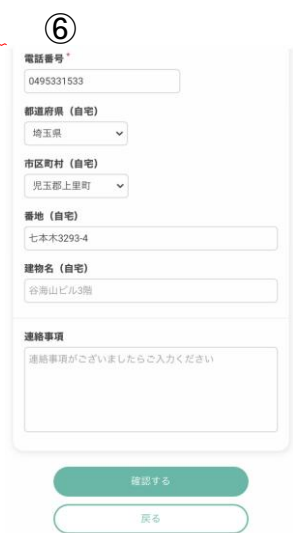 ⑥
電話番号 *
0495331533
都道府県（自宅）
埼玉県
市区町村（自宅）
児玉郡上里町
番地（自宅）
七本木3293-4
建物名（自宅）
谷海山ビル3階
連絡事項
連絡事項がございましたらご入力ください
確認する
戻る